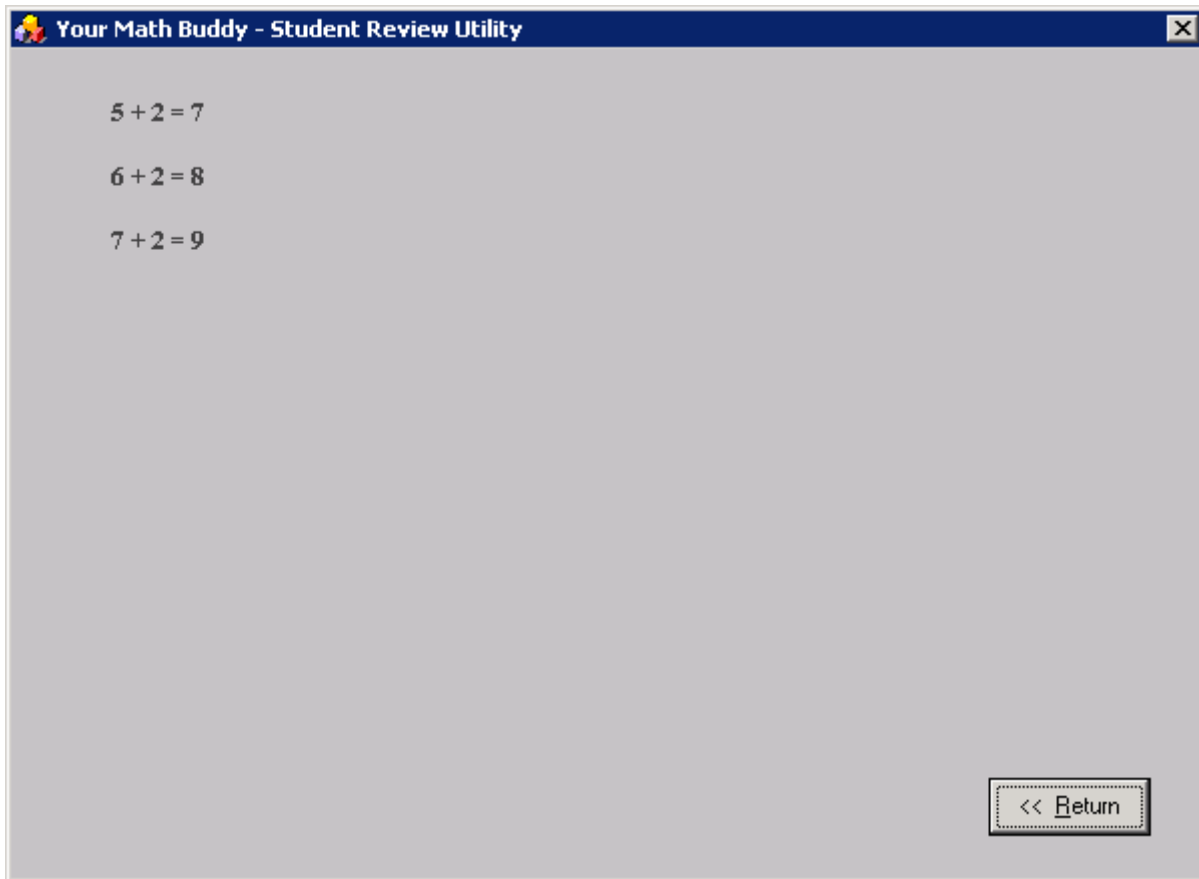 Your Math Buddy - Student Review Utility
5 + 2 = 7
6 + 2 = 8
7 + 2 = 9
<< Return